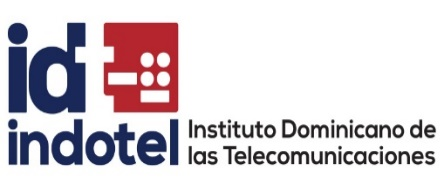 id
indotel
Instituto Dominicano de
las Telecomunicaciones